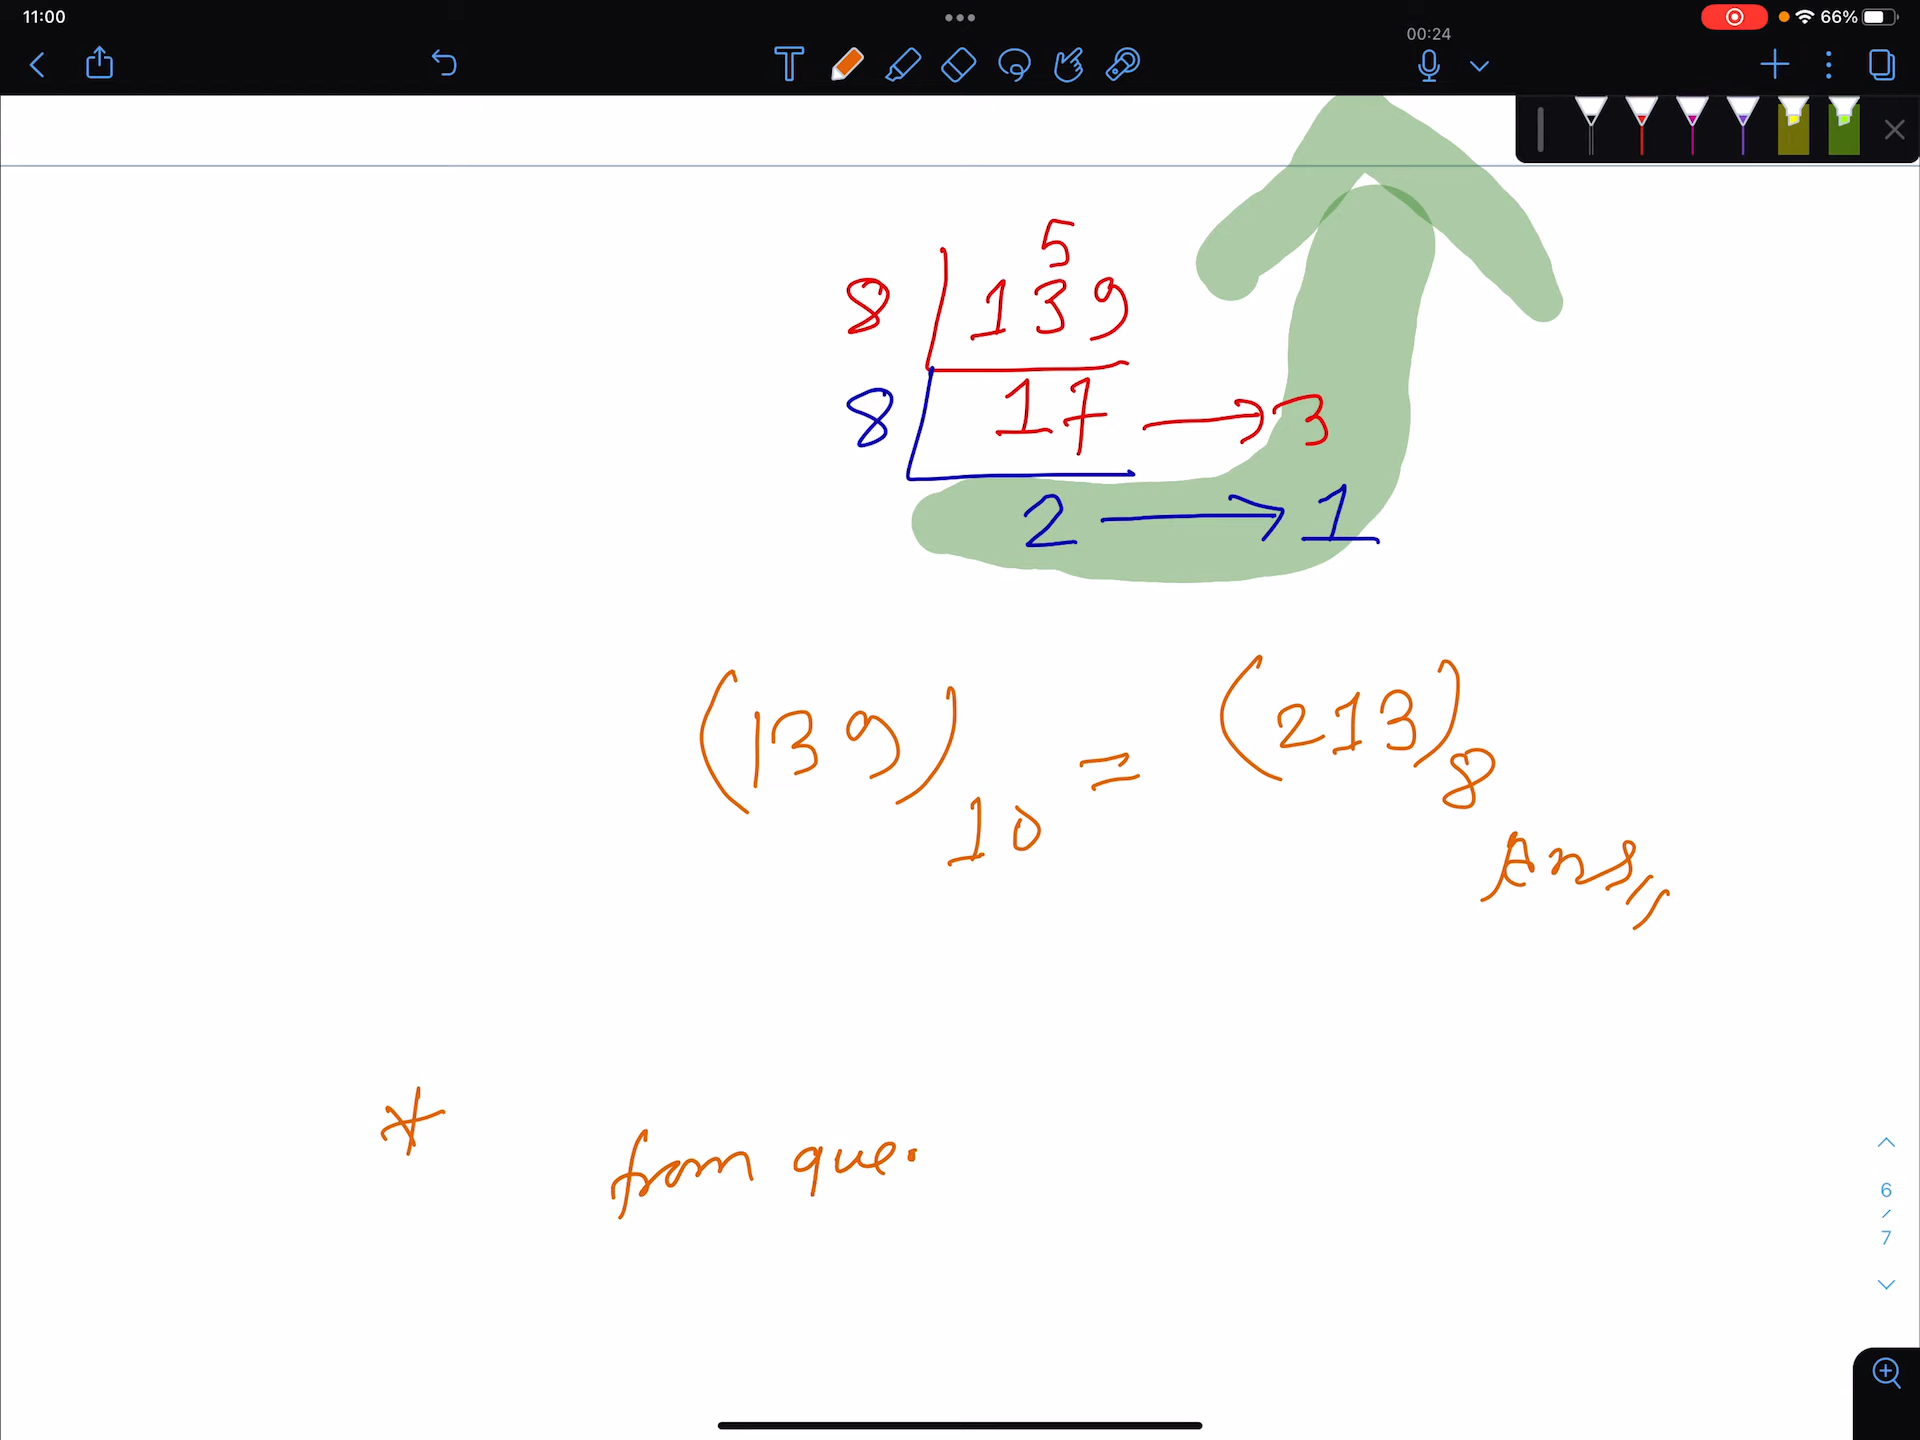 11:00
66%
00:24
5
8 139
8 17 → 3
2 → 1
(139)10 = (213)8
Ans
*
from que.
6
/
7